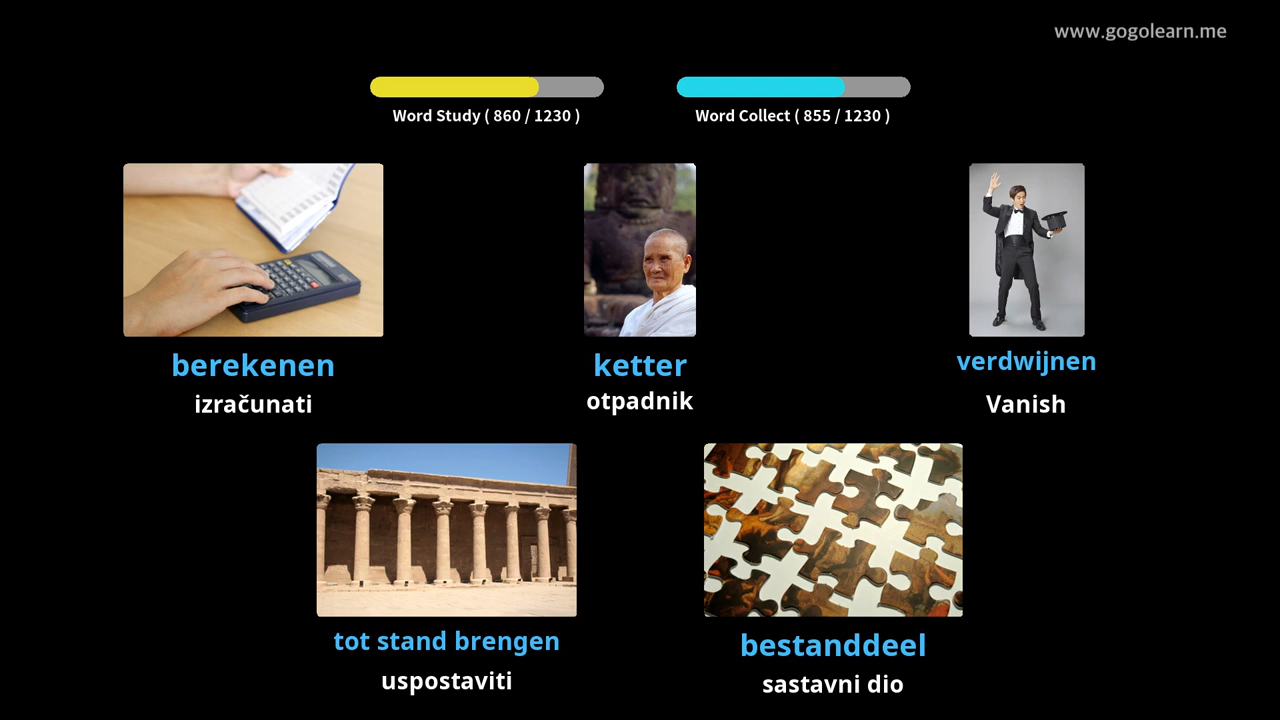 www.gogolearn.me
Word Study ( 860 / 1230 )
Word Collect ( 855 / 1230 )
berekenen
izračunati
ketter
otpadnik
verdwijnen
Vanish
tot stand brengen
uspostaviti
bestanddeel
sastavni dio